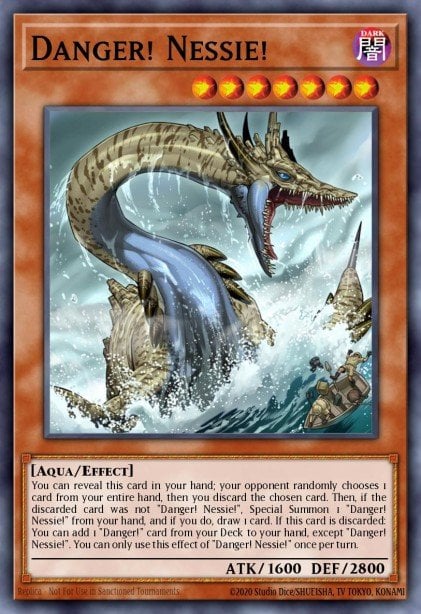 DANGER! NESSIE!
DARK
闇
[AQUA/EFFECT]
You can reveal this card in your hand; your opponent randomly chooses 1
card from your entire hand, then you discard the chosen card. Then, if the
discarded card was not "Danger! Nessie!", Special Summon 1 "Danger!
Nessie!" from your hand, and if you do, draw 1 card. If this card is discarded:
You can add 1 "Danger!" card from your Deck to your hand, except "Danger!
Nessie!". You can only use this effect of "Danger! Nessie!" once per turn.
ATK/1600 DEF/2800
Replica - Not For Use in Sanctioned Tournaments
©2020 Studio Dice/SHUEISHA, TV TOKYO, KONAMI